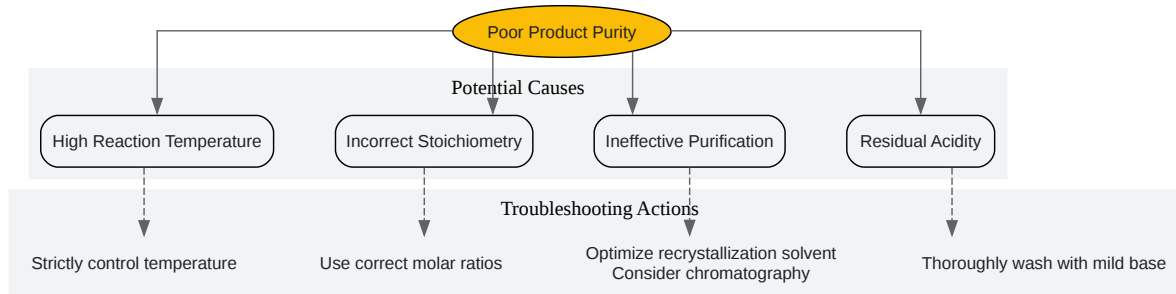 Poor Product Purity
Potential Causes
High Reaction Temperature
Incorrect Stoichiometry
Ineffective Purification
Residual Acidity
Troubleshooting Actions
Strictly control temperature
Use correct molar ratios
Optimize recrystallization solvent
Consider chromatography
Thoroughly wash with mild base